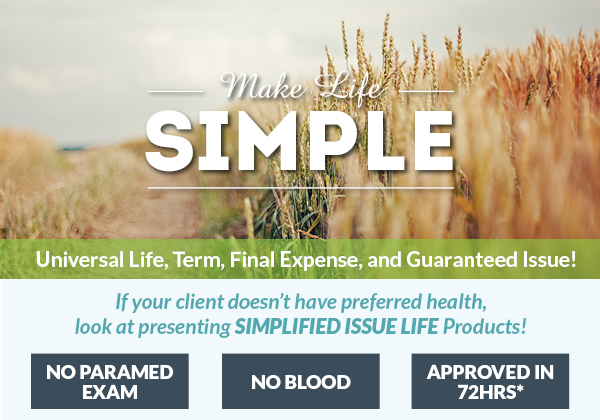 Make Life
SIMPLE
Universal Life, Term, Final Expense, and Guaranteed Issue!
If your client doesn't have preferred health,
look at presenting SIMPLIFIED ISSUE LIFE Products!
NO PARAMED
EXAM
NO BLOOD
APPROVED IN
72HRS*